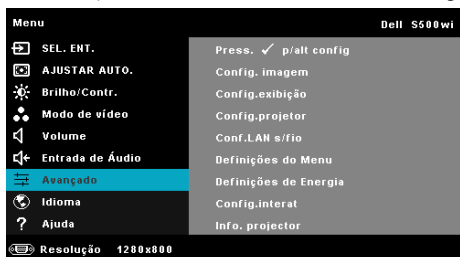 Menu Dell S500wi
SEL. ENT. Press. ✓ p/alt config
AJUSTAR AUTO. Config. imagem
Brilho/Contr. Config.exibição
Modo de vídeo Config.projetor
Volume Conf.LAN s/fio
Entrada de Áudio Definições do Menu
Avançado Definições de Energia
Idioma Config.interat
? Ajuda Info. projector
Resolução 1280x800